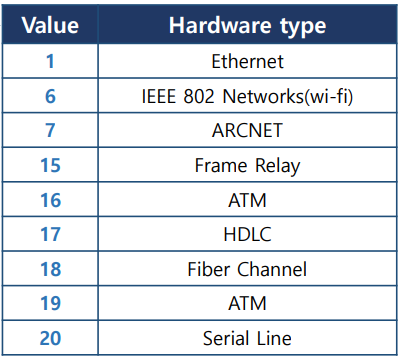 Value Hardware type
1 Ethernet
6 IEEE 802 Networks(wi-fi)
7 ARCNET
15 Frame Relay
16 ATM
17 HDLC
18 Fiber Channel
19 ATM
20 Serial Line